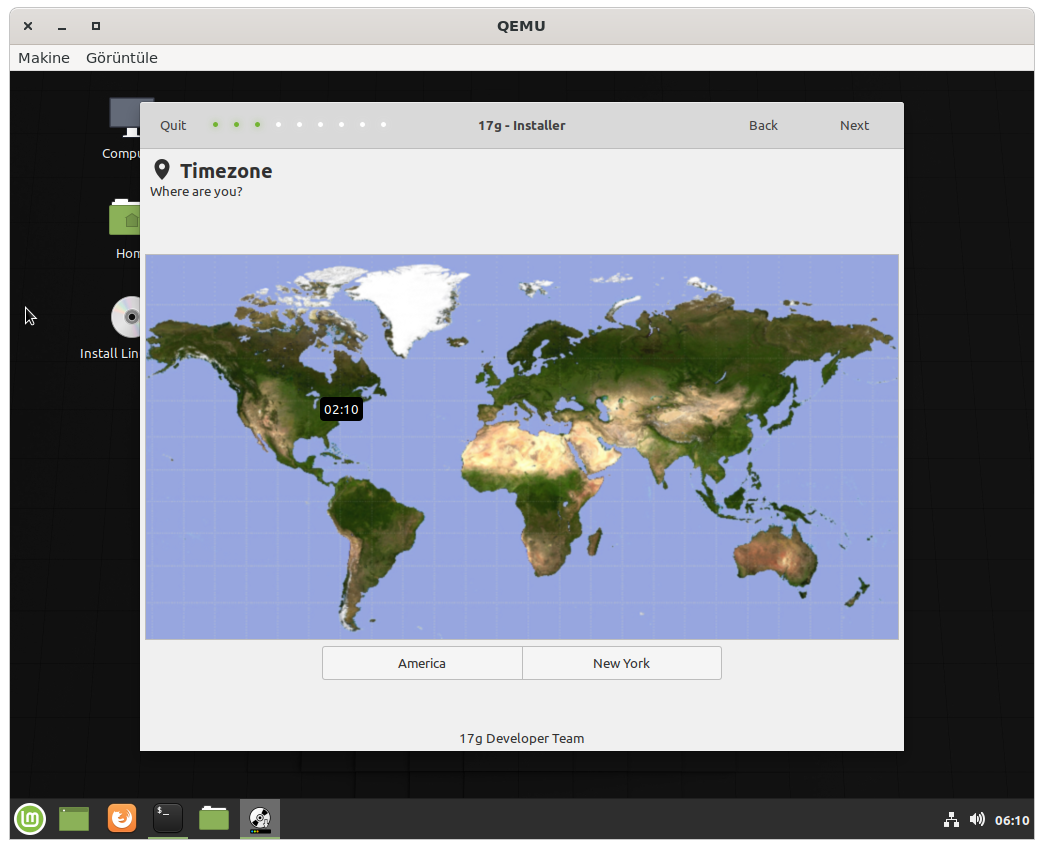 QEMU
Makine Görüntüle
Quit 17g - Installer Back Next
Timezone
Where are you?
Hom
Install Lin
02:10
America New York
17g Developer Team
$_
06:10